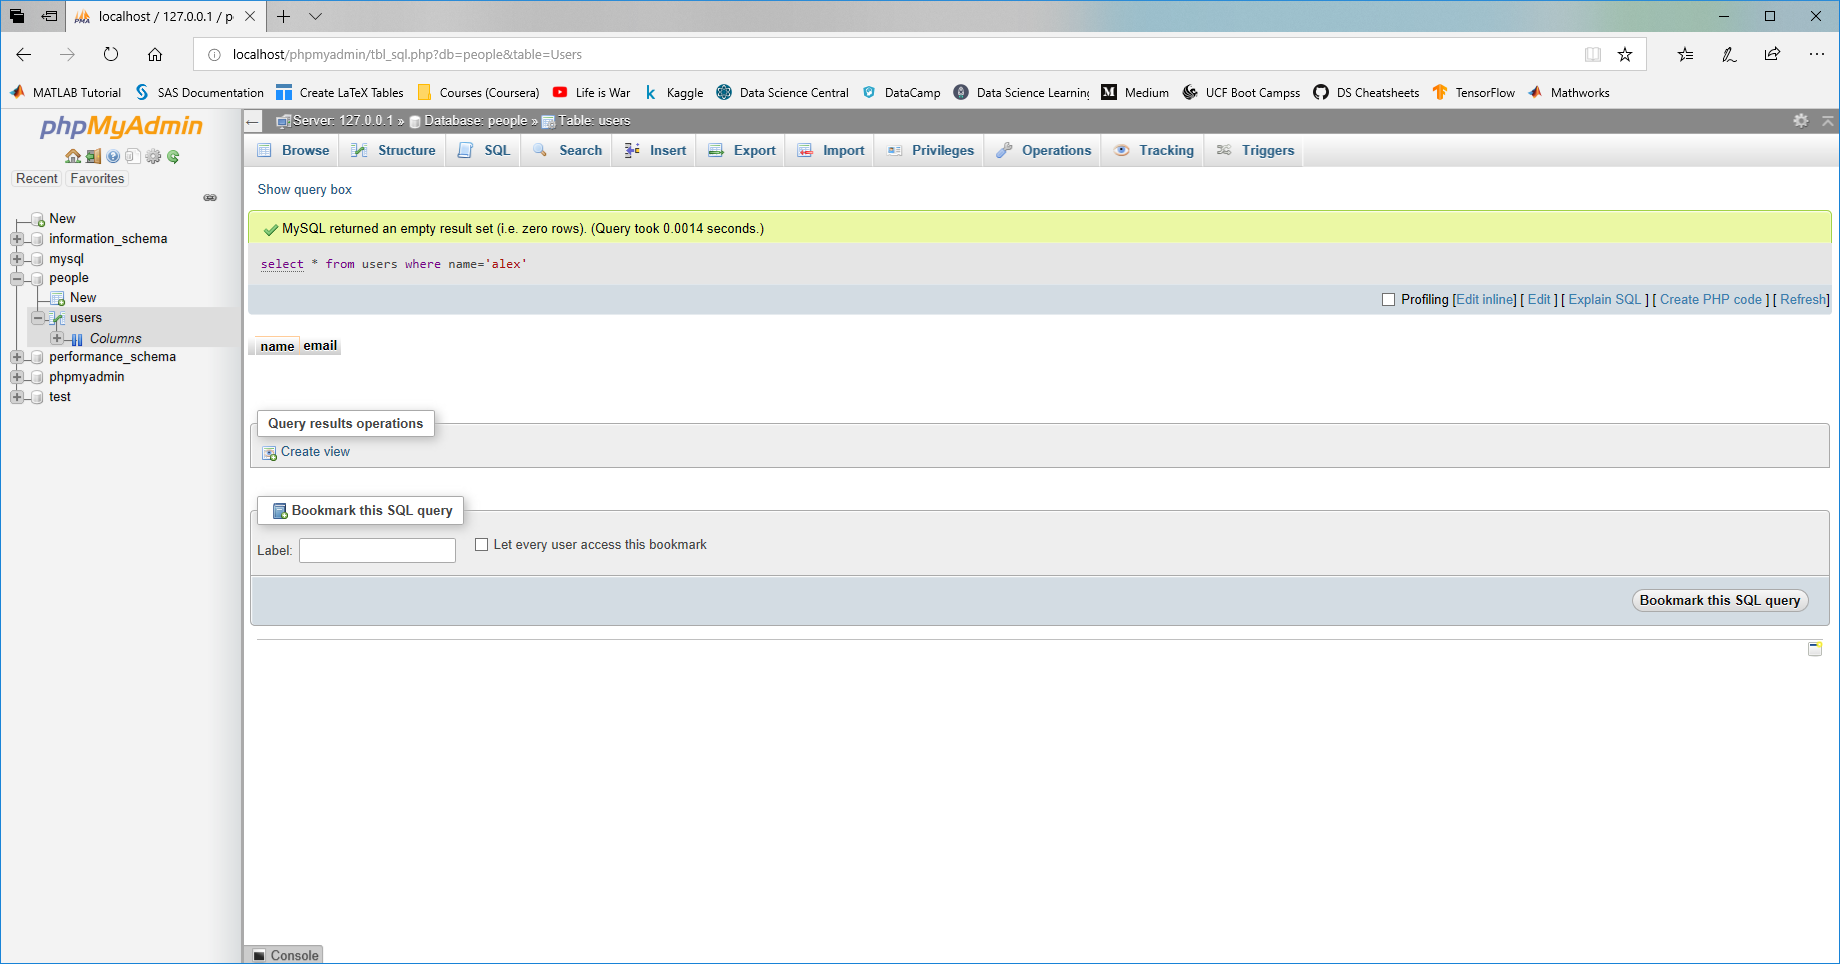 localhost / 127.0.0.1 / p
localhost/phpmyadmin/tbl_sql.php?db=people&table=Users
MATLAB Tutorial SAS Documentation Create LaTeX Tables Courses (Coursera) Life is War Kaggle Data Science Central DataCamp Data Science Learning Medium UCF Boot Campss DS Cheatsheets TensorFlow Mathworks
phpMyAdmin
Recent Favorites
New
information_schema
mysql
people
New
users
Columns
performance_schema
phpmyadmin
test
Server: 127.0.0.1 » Database: people » Table: users
Browse Structure SQL Search Insert Export Import Privileges Operations Tracking Triggers
Show query box
MySQL returned an empty result set (i.e. zero rows). (Query took 0.0014 seconds.)
select * from users where name='alex'
Profiling [Edit inline] [ Edit ] [ Explain SQL ] [ Create PHP code ] [ Refresh]
name email
Query results operations
Create view
Bookmark this SQL query
Label: Let every user access this bookmark
Bookmark this SQL query
Console